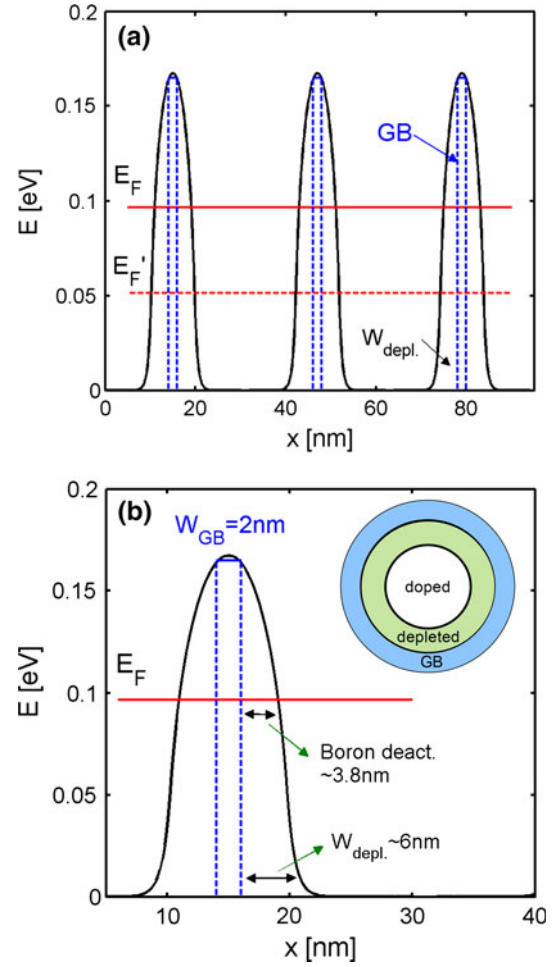 (a)
E [eV]
0.2
0.15
0.1
0.05
0
E_F
E_F'
GB
W_depl.
0 20 40 60 80
x [nm]
(b)
E [eV]
0.2
0.15
0.1
0.05
0
W_GB=2nm
E_F
doped
depleted
GB
Boron deact.
~3.8nm
W_depl.~6nm
10 20 30 40
x [nm]